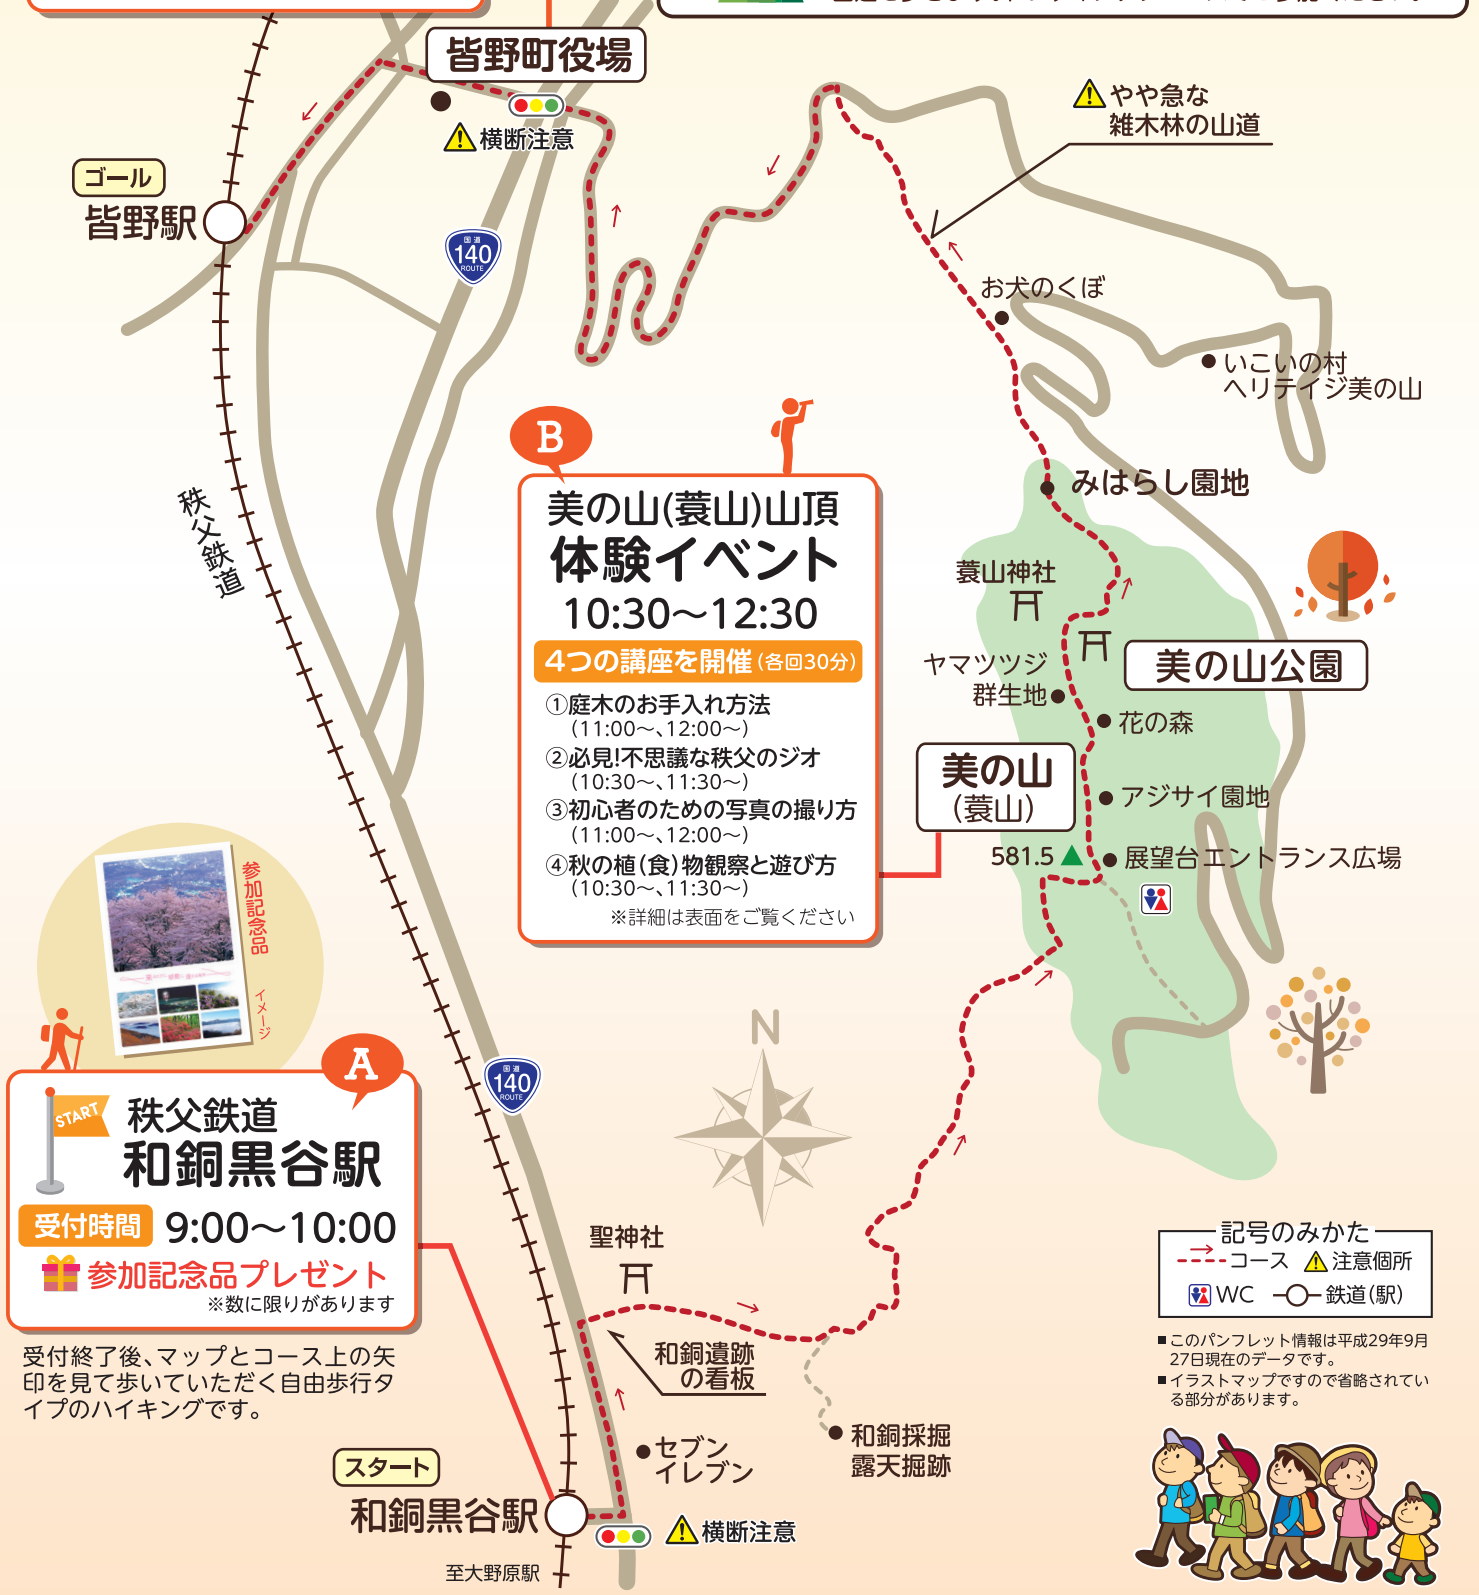 皆野町役場
横断注意
やや急な
雑木林の山道
ゴール
皆野駅
国道
140
ROUTE
お犬のくぼ
いこいの村
ヘリテイジ美の山
みはらし園地
秩父鉄道
B
美の山(蓑山)山頂
体験イベント
10:30〜12:30
4つの講座を開催(各回30分)
①庭木のお手入れ方法
(11:00〜、12:00〜)
②必見!不思議な秩父のジオ
(10:30〜、11:30〜)
③初心者のための写真の撮り方
(11:00〜、12:00〜)
④秋の植(食)物観察と遊び方
(10:30〜、11:30〜)
※詳細は表面をご覧ください
蓑山神社
ヤマツツジ
群生地
美の山公園
花の森
美の山
(蓑山)
アジサイ園地
581.5
展望台エントランス広場
参加記念品
イメージ
A
START
秩父鉄道
和銅黒谷駅
受付時間 9:00〜10:00
参加記念品プレゼント
※数に限りがあります
受付終了後、マップとコース上の矢
印を見て歩いていただく自由歩行タ
イプのハイキングです。
国道
140
ROUTE
N
聖神社
和銅遺跡
の看板
セブン
イレブン
和銅採掘
露天掘跡
スタート
和銅黒谷駅
横断注意
至大野原駅
記号のみかた
コース 注意個所
WC 鉄道(駅)
■このパンフレット情報は平成29年9月
27日現在のデータです。
■イラストマップですので省略されてい
る部分があります。